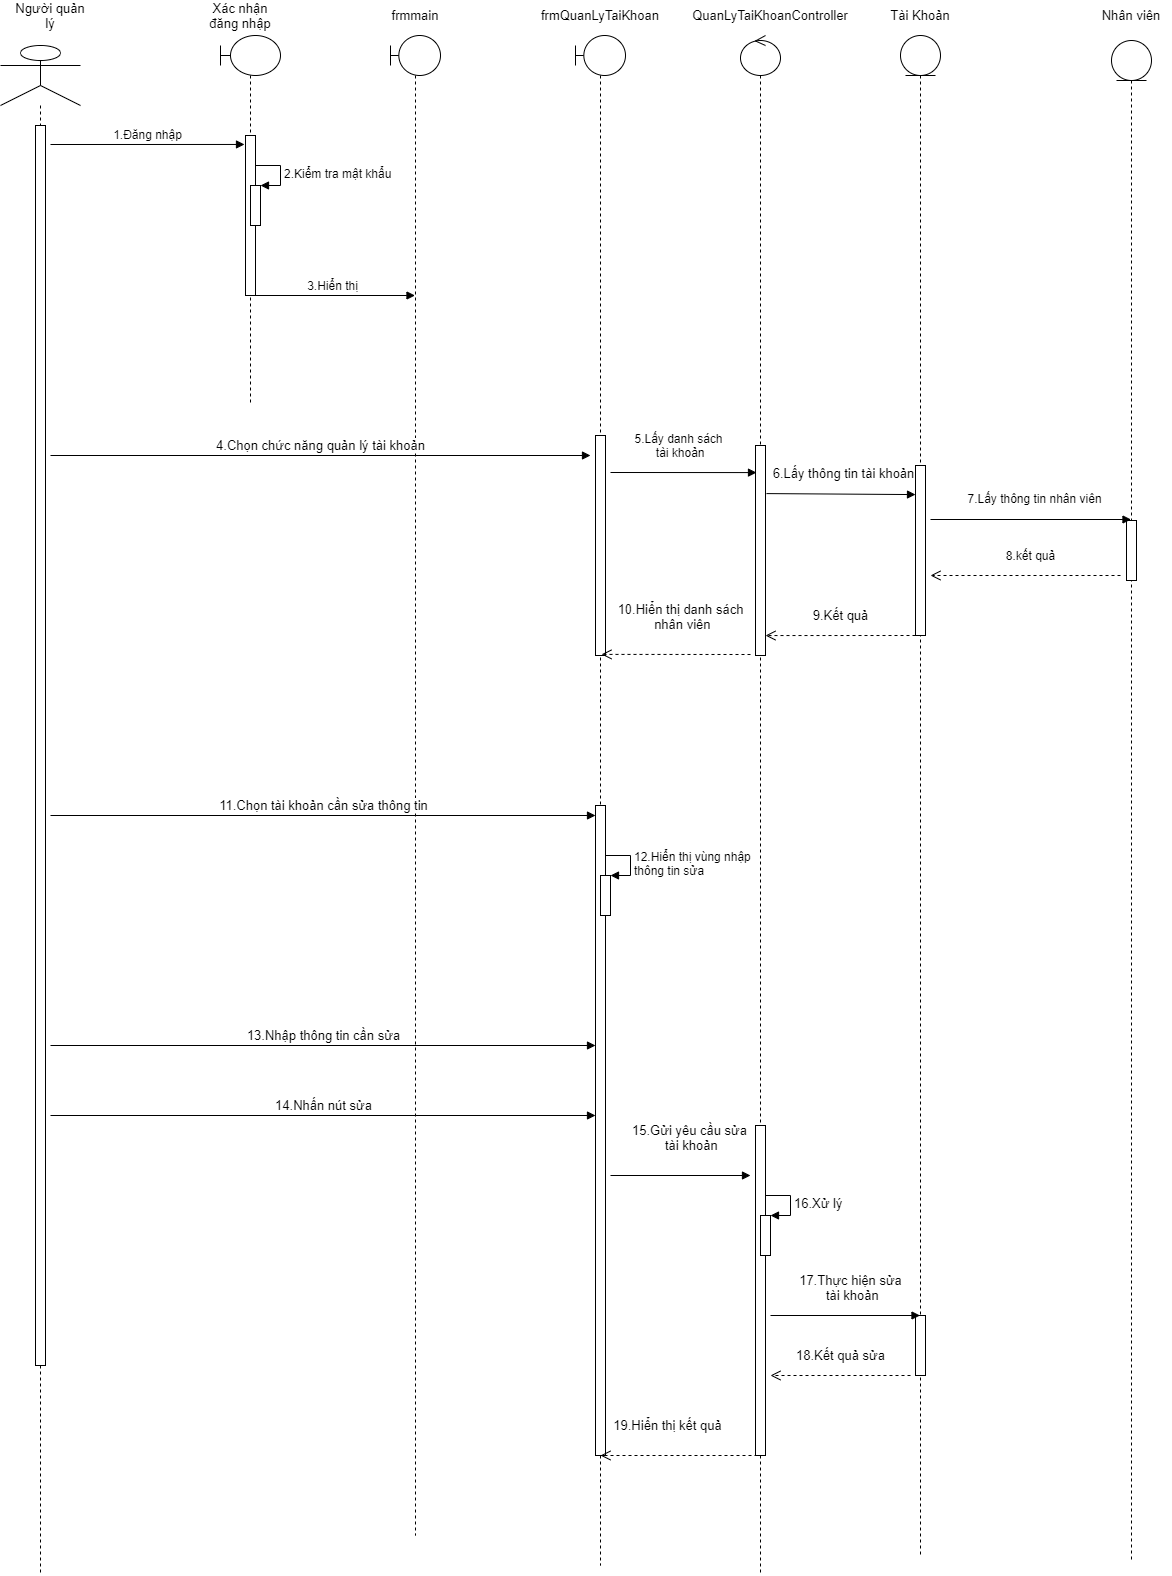 Người quản
lý
Xác nhận
đăng nhập
frmmain
frmQuanLyTaiKhoan
QuanLyTaiKhoanController
Tài Khoản
Nhân viên
1.Đăng nhập
2.Kiểm tra mật khẩu
3.Hiển thị
4.Chọn chức năng quản lý tài khoản
5.Lấy danh sách
tài khoản
6.Lấy thông tin tài khoản
7.Lấy thông tin nhân viên
8.kết quả
9.Kết quả
10.Hiển thị danh sách
nhân viên
11.Chọn tài khoản cần sửa thông tin
12.Hiển thị vùng nhập
thông tin sửa
13.Nhập thông tin cần sửa
14.Nhấn nút sửa
15.Gửi yêu cầu sửa
tài khoản
16.Xử lý
17.Thực hiện sửa
tài khoản
18.Kết quả sửa
19.Hiển thị kết quả